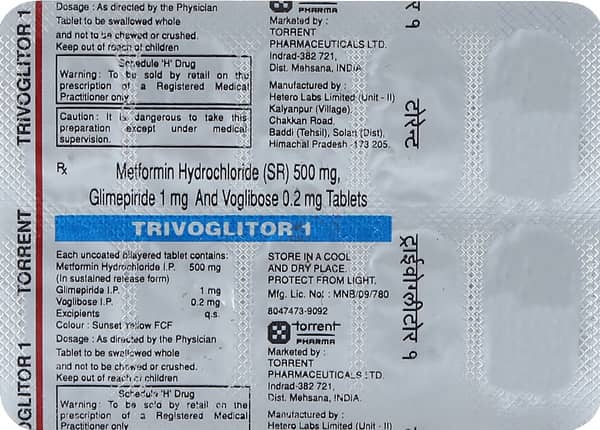 Dosage : As directed by the Physician
Tablet to be swallowed whole
and not to be chewed or crushed.
Keep out of reach of children
Schedule 'H' Drug
Warning : To be sold by retail on the
prescription of a Registered Medical
Practitioner only
Caution : It is dangerous to take this
preparation except under medical
supervision.
PHARMA
Marketed by :
TORRENT
PHARMACEUTICALS LTD.
Indrad-382 721,
Dist. Mehsana, INDIA.
Manufactured by :
Hetero Labs Limited (Unit - II)
Kalyanpur (Village),
Chakkan Road,
Baddi (Tehsil), Solan (Dist),
Himachal Pradesh -173 205.
Rx
Metformin Hydrochloride (SR) 500 mg,
Glimepiride 1 mg And Voglibose 0.2 mg Tablets
TRIVOGLITOR 1
Each uncoated bilayered tablet contains:
Metformin Hydrochloride I.P. 500 mg
(In sustained release form)
Glimepiride I.P. 1 mg
Voglibose I.P. 0.2 mg
Excipients q.s.
Colour : Sunset Yellow FCF
Dosage : As directed by the Physician
Tablet to be swallowed whole
and not to be chewed or crushed.
Keep out of reach of children
Schedule 'H' Drug
Warning : To be sold by retail on the
prescription of a Registered Medical
Practitioner only
STORE IN A COOL
AND DRY PLACE.
PROTECT FROM LIGHT.
Mfg. Lic. No. : MNB/09/780
8047473-9092
torrent
PHARMA
Marketed by :
TORRENT
PHARMACEUTICALS LTD.
Indrad-382 721,
Dist. Mehsana, INDIA.
Manufactured by :
Hetero Labs Limited (Unit - II)
TRIVOGLITOR 1
TORRENT
OGLITOR 1
१
टोरेन्ट
ट्राईवोग्लीटोर १